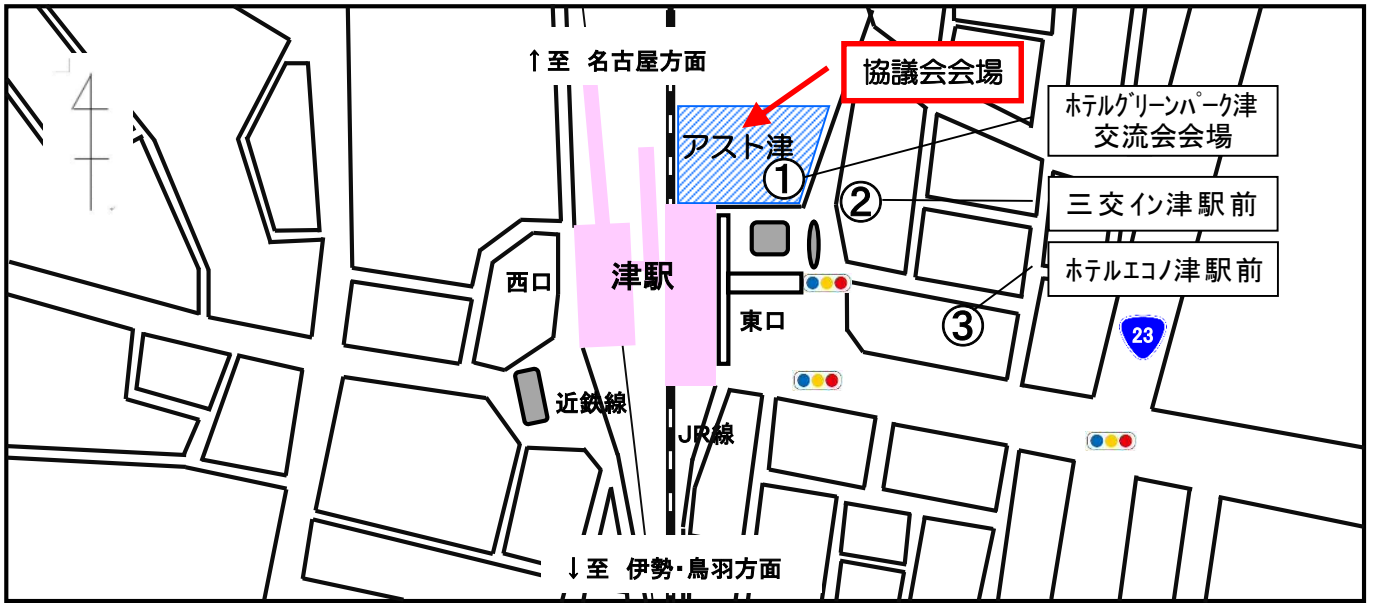 ↑至 名古屋方面
協議会会場
アスト津
①
ホテルグリーンパーク津
交流会会場
②
三交イン津駅前
西口
津駅
ホテルエコノ津駅前
東口
③
23
近鉄線
JR線
↓至 伊勢・鳥羽方面